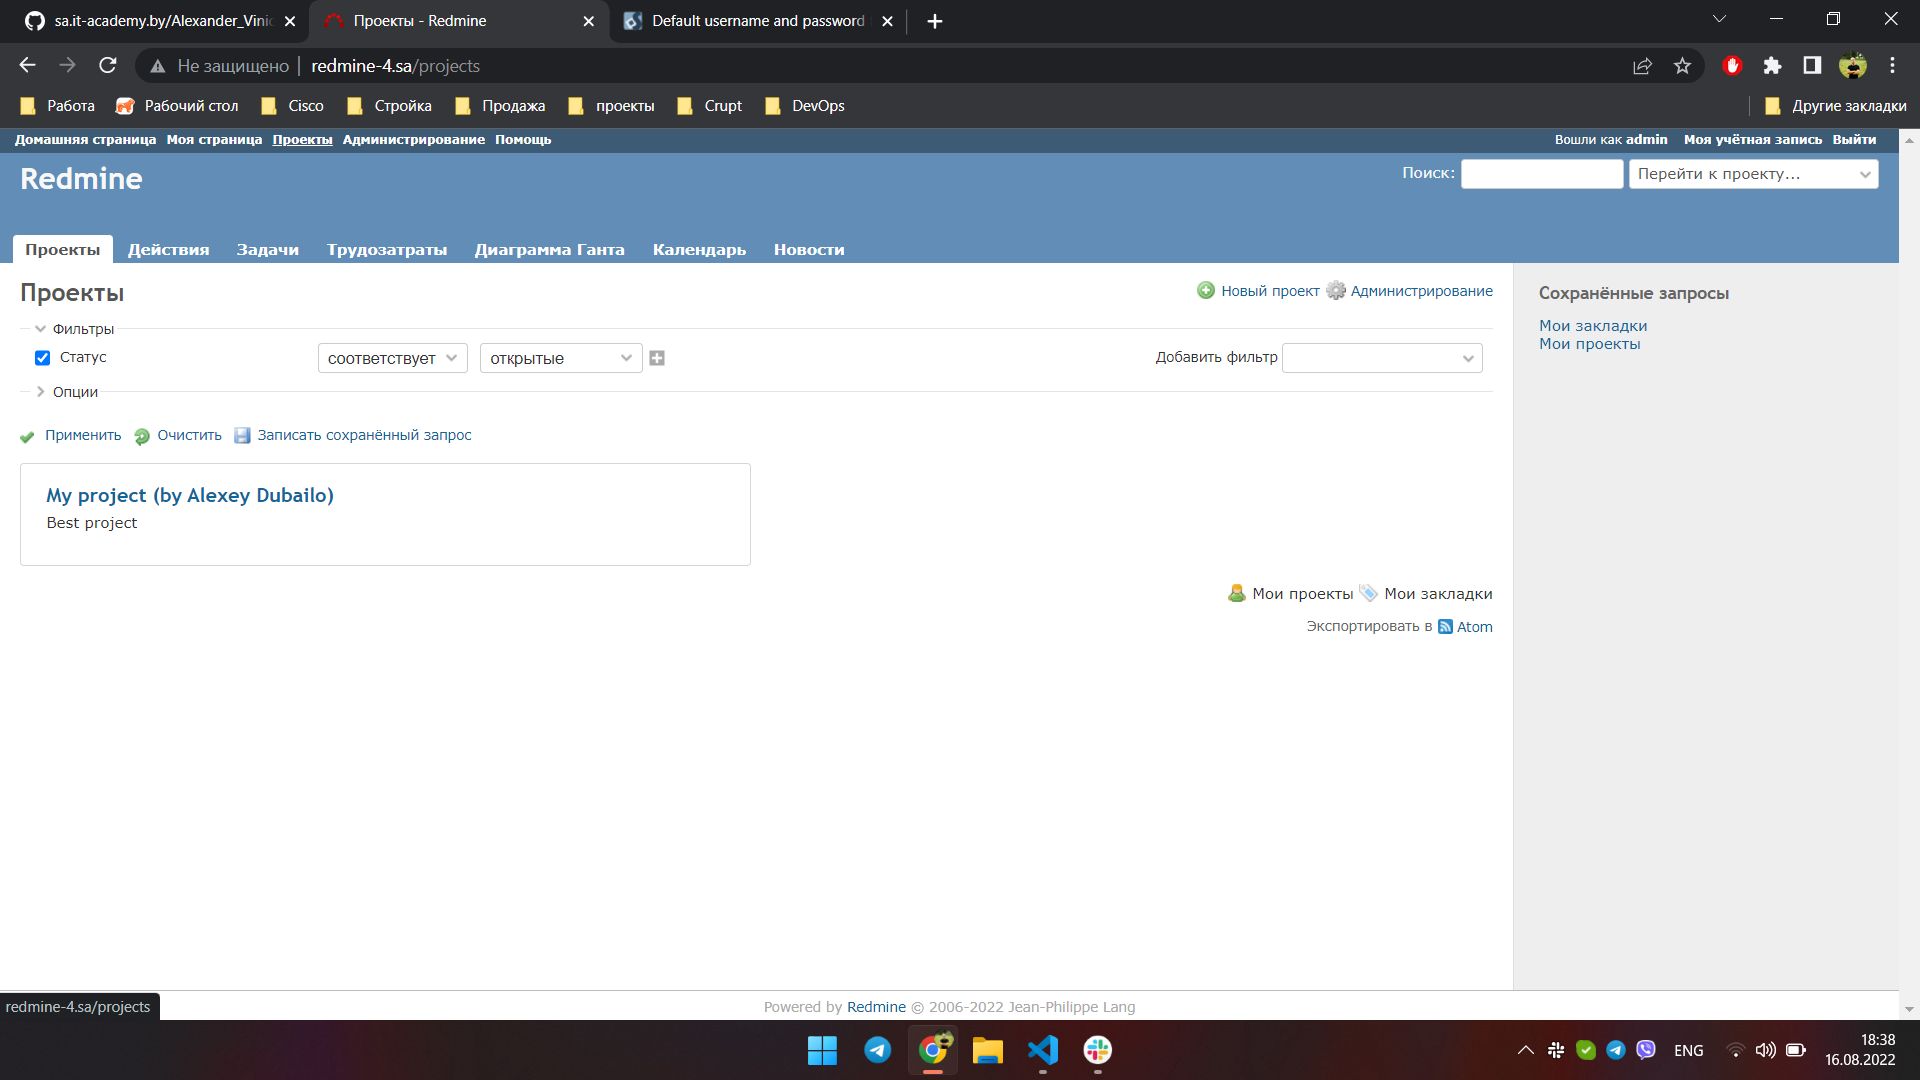 sa.it-academy.by/Alexander_Vinic
Проекты - Redmine
Default username and password
Не защищено
redmine-4.sa/projects
Работа
Рабочий стол
Cisco
Стройка
Продажа
проекты
Crupt
DevOps
Другие закладки
Домашняя страница Моя страница Проекты Администрирование Помощь
Вошли как admin Моя учётная запись Выйти
Redmine
Поиск:
Перейти к проекту...
Проекты Действия Задачи Трудозатраты Диаграмма Ганта Календарь Новости
Проекты
Новый проект Администрирование
Фильтры
Статус
соответствует
открытые
Добавить фильтр
Опции
Применить Очистить Записать сохранённый запрос
My project (by Alexey Dubailo)
Best project
Мои проекты Мои закладки
Экспортировать в Atom
Сохранённые запросы
Мои закладки
Мои проекты
redmine-4.sa/projects
Powered by Redmine © 2006-2022 Jean-Philippe Lang
ENG
18:38
16.08.2022